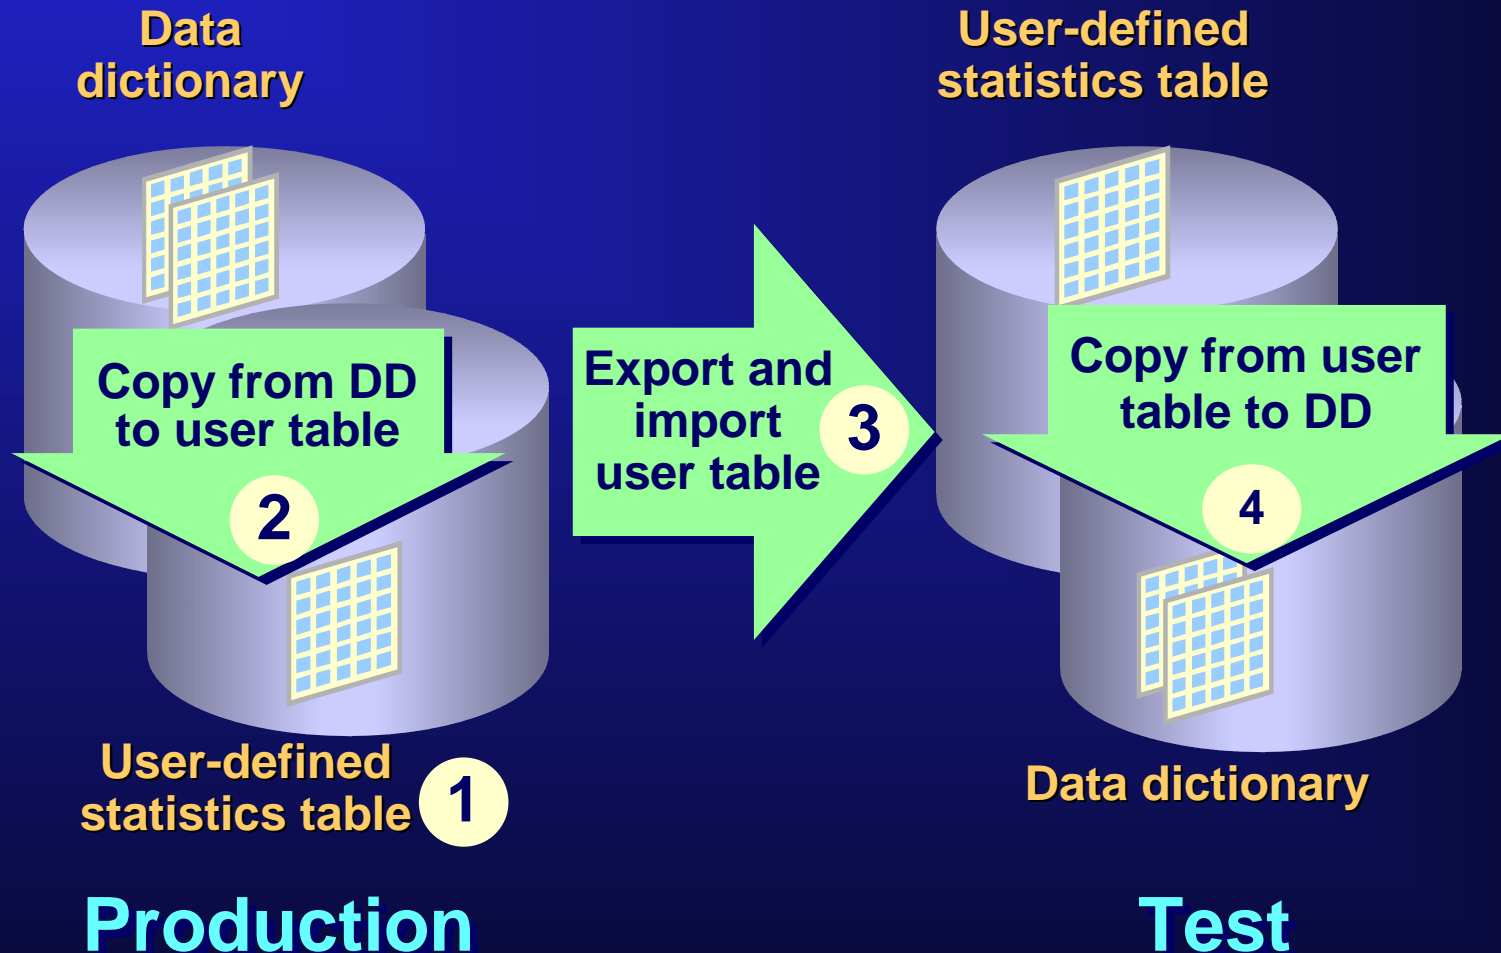 Data
dictionary
User-defined
statistics table
Copy from DD
to user table
2
Export and
import
user table
3
Copy from user
table to DD
4
User-defined
statistics table
1
Data dictionary
Production
Test